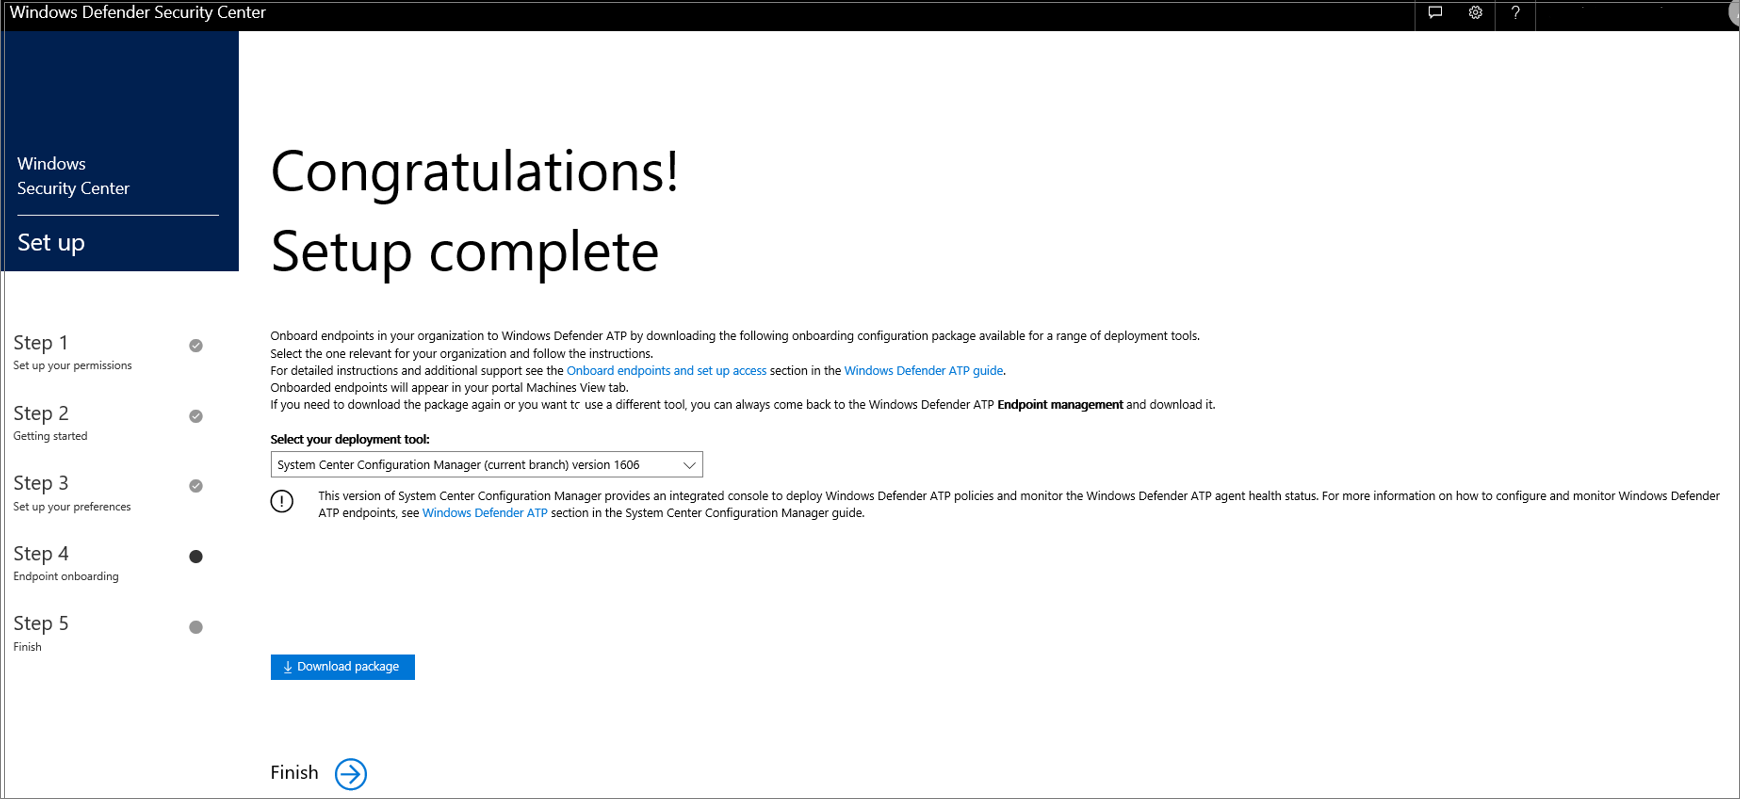 Windows Defender Security Center
?
Windows
Security Center
Set up
Congratulations!
Setup complete
Step 1
Set up your permissions
Step 2
Getting started
Step 3
Set up your preferences
Step 4
Endpoint onboarding
Step 5
Finish
Onboard endpoints in your organization to Windows Defender ATP by downloading the following onboarding configuration package available for a range of deployment tools.
Select the one relevant for your organization and follow the instructions.
For detailed instructions and additional support see the Onboard endpoints and set up access section in the Windows Defender ATP guide.
Onboarded endpoints will appear in your portal Machines View tab.
If you need to download the package again or you want to use a different tool, you can always come back to the Windows Defender ATP Endpoint management and download it.
Select your deployment tool:
System Center Configuration Manager (current branch) version 1606
This version of System Center Configuration Manager provides an integrated console to deploy Windows Defender ATP policies and monitor the Windows Defender ATP agent health status. For more information on how to configure and monitor Windows Defender
ATP endpoints, see Windows Defender ATP section in the System Center Configuration Manager guide.
Download package
Finish